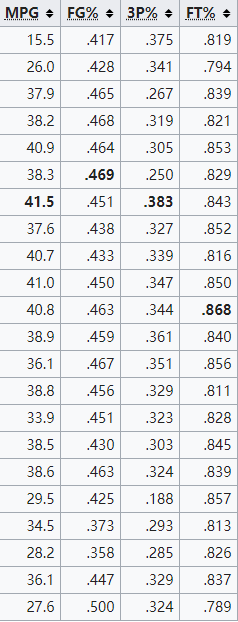 MPG FG% 3P% FT%
15.5 .417 .375 .819
26.0 .428 .341 .794
37.9 .465 .267 .839
38.2 .468 .319 .821
40.9 .464 .305 .853
38.3 .469 .250 .829
41.5 .451 .383 .843
37.6 .438 .327 .852
40.7 .433 .339 .816
41.0 .450 .347 .850
40.8 .463 .344 .868
38.9 .459 .361 .840
36.1 .467 .351 .856
38.8 .456 .329 .811
33.9 .451 .323 .828
38.5 .430 .303 .845
38.6 .463 .324 .839
29.5 .425 .188 .857
34.5 .373 .293 .813
28.2 .358 .285 .826
36.1 .447 .329 .837
27.6 .500 .324 .789